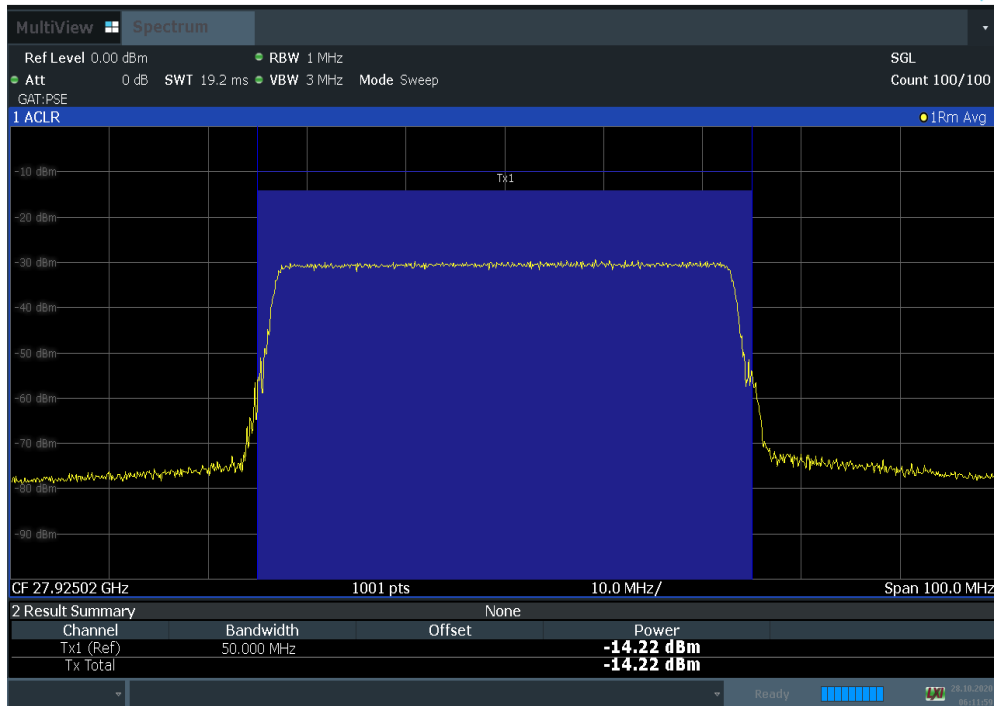 MultiView Spectrum
Ref Level 0.00 dBm RBW 1 MHz SGL
Att 0 dB SWT 19.2 ms VBW 3 MHz Mode Sweep Count 100/100
GAT:PSE
1 ACLR 1Rm Avg
-10 dBm
Tx1
-20 dBm
-30 dBm
-40 dBm
-50 dBm
-60 dBm
-70 dBm
-80 dBm
-90 dBm
CF 27.92502 GHz 1001 pts 10.0 MHz/ Span 100.0 MHz
2 Result Summary None
Channel Bandwidth Offset Power
Tx1 (Ref) 50.000 MHz -14.22 dBm
Tx Total -14.22 dBm
Ready LXI 28.10.2020
06:11:59